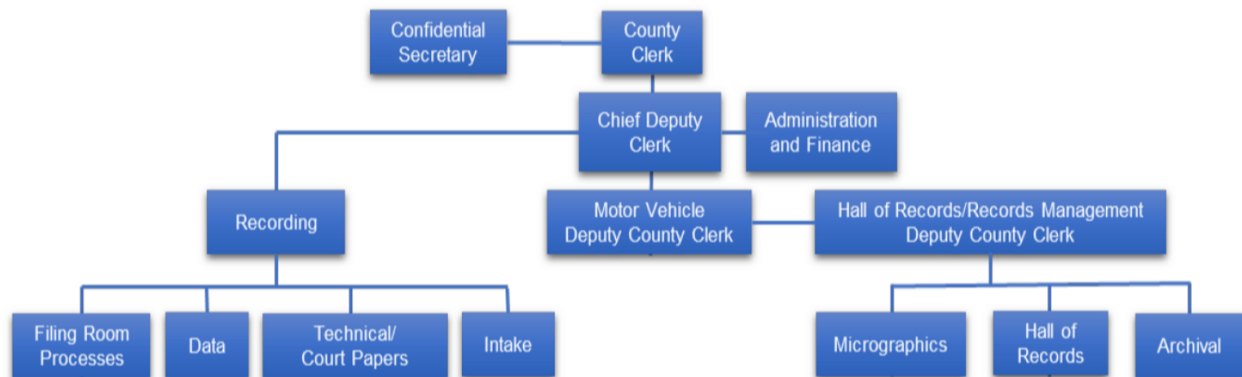 Confidential
Secretary
County
Clerk
Chief Deputy
Clerk
Administration
and Finance
Recording
Motor Vehicle
Deputy County Clerk
Hall of Records/Records Management
Deputy County Clerk
Filing Room
Processes
Data
Technical/
Court Papers
Intake
Micrographics
Hall of
Records
Archival